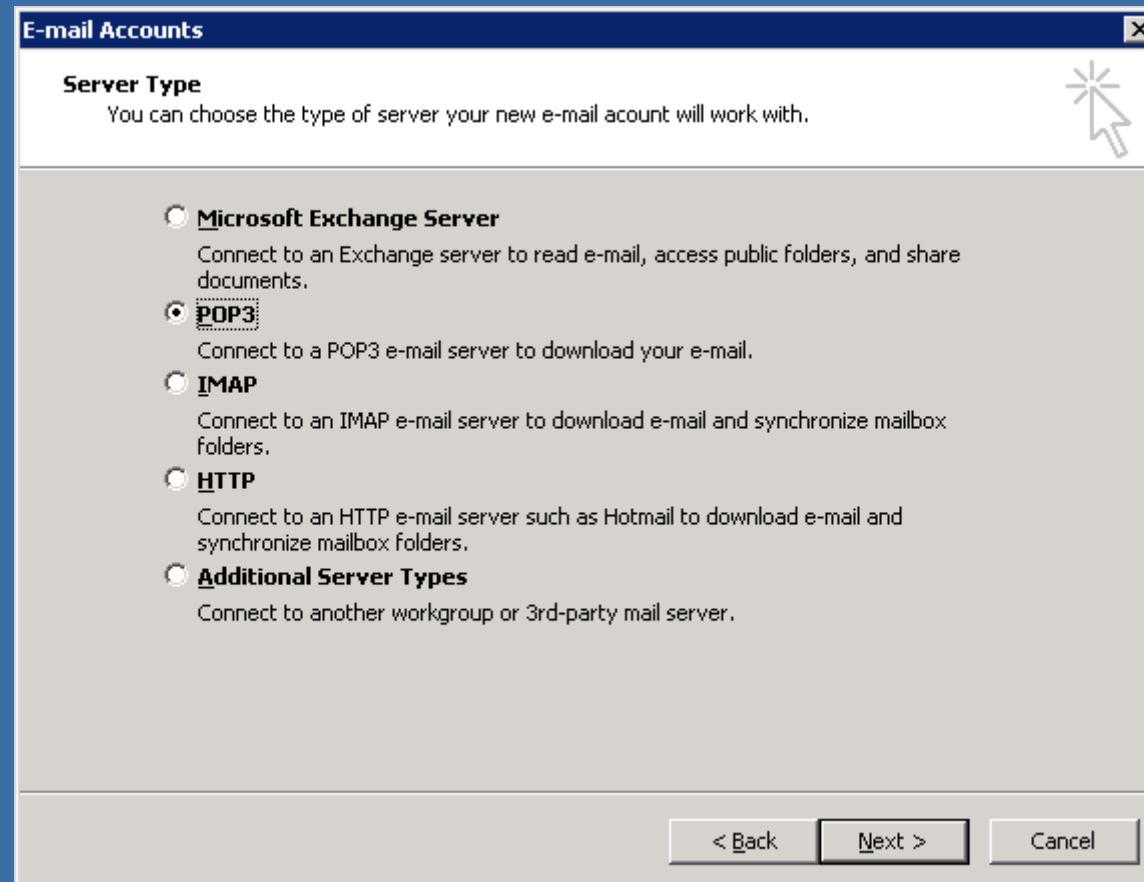 E-mail Accounts
Server Type
You can choose the type of server your new e-mail acount will work with.
Microsoft Exchange Server
Connect to an Exchange server to read e-mail, access public folders, and share
documents.
POP3
Connect to a POP3 e-mail server to download your e-mail.
IMAP
Connect to an IMAP e-mail server to download e-mail and synchronize mailbox
folders.
HTTP
Connect to an HTTP e-mail server such as Hotmail to download e-mail and
synchronize mailbox folders.
Additional Server Types
Connect to another workgroup or 3rd-party mail server.
< Back Next > Cancel